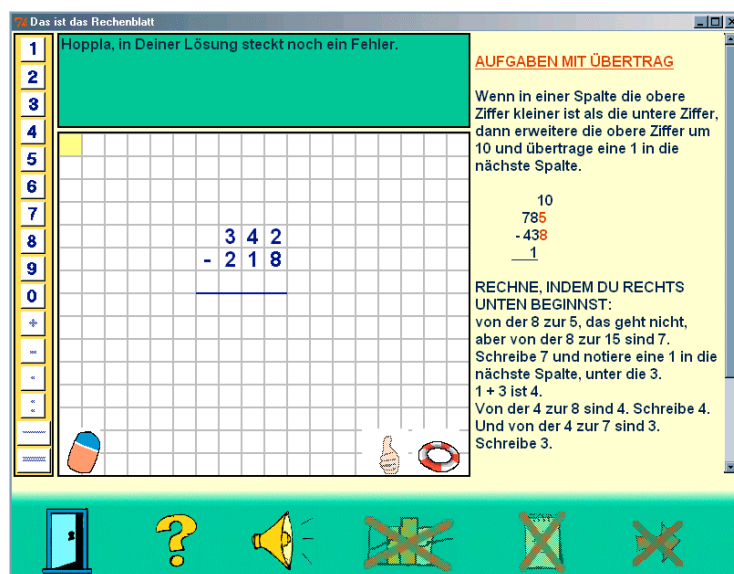 Das ist das Rechenblatt
1
2
3
4
5
6
7
8
9
0
Hoppla, in Deiner Lösung steckt noch ein Fehler.
3 4 2
- 2 1 8
AUFGABEN MIT ÜBERTRAG
Wenn in einer Spalte die obere
Ziffer kleiner ist als die untere Ziffer,
dann erweitere die obere Ziffer um
10 und übertrage eine 1 in die
nächste Spalte.
10
785
- 438
1
RECHNE, INDEM DU RECHTS
UNTEN BEGINNST:
von der 8 zur 5, das geht nicht,
aber von der 8 zur 15 sind 7.
Schreibe 7 und notiere eine 1 in die
nächste Spalte, unter die 3.
1 + 3 ist 4.
Von der 4 zur 8 sind 4. Schreibe 4.
Und von der 4 zur 7 sind 3.
Schreibe 3.